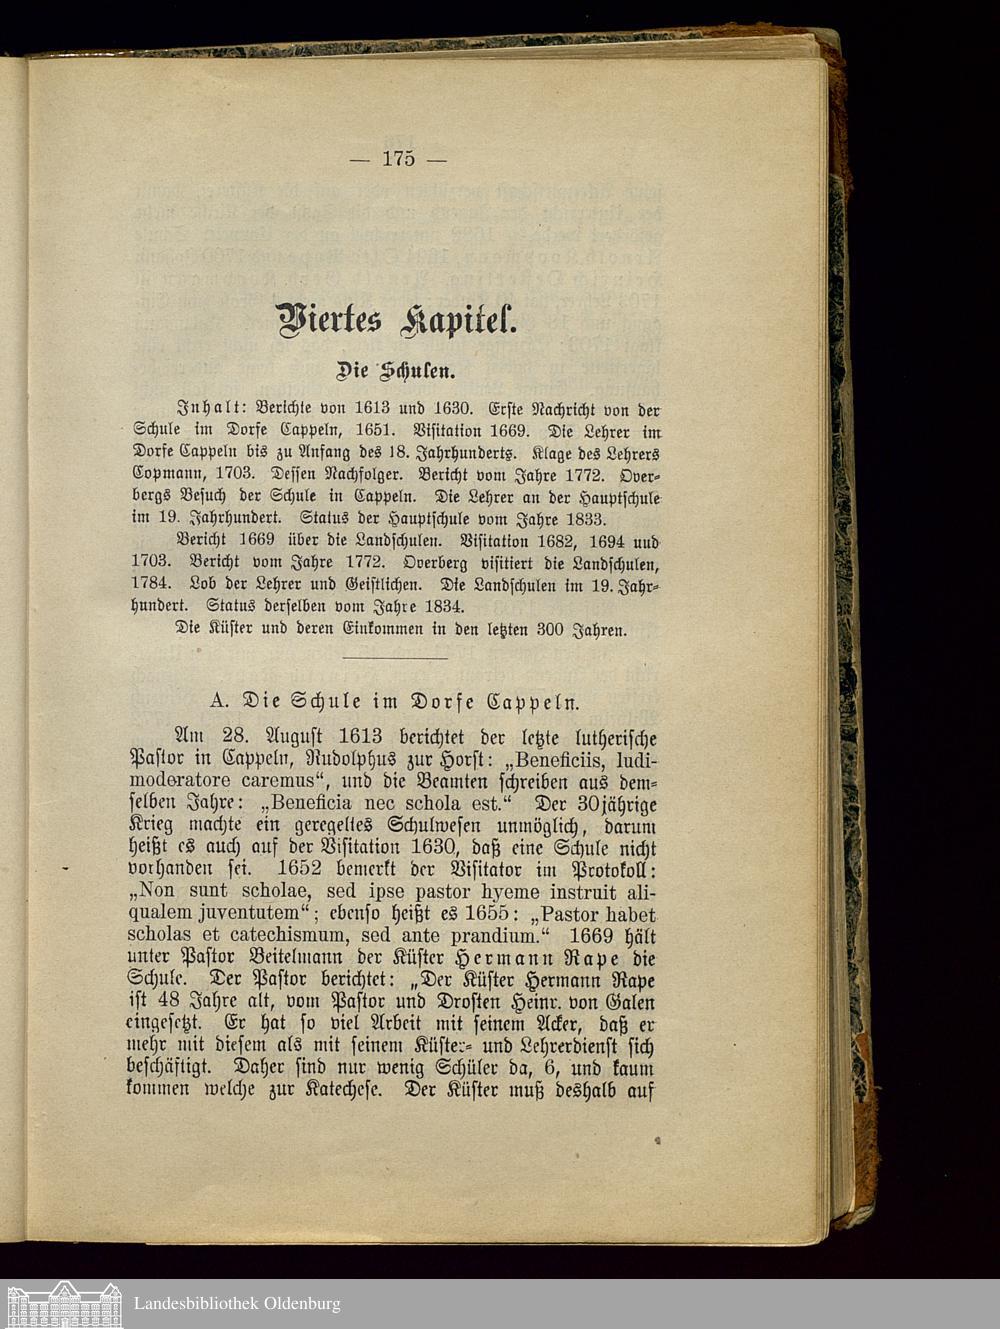 — 175 —
Viertes Kapitel.
Die Schulen.
Inhalt: Berichte von 1613 und 1630. Erste Nachricht von der
Schule im Dorfe Cappeln, 1651. Visitation 1669. Die Lehrer im
Dorfe Cappeln bis zu Anfang des 18. Jahrhunderts. Klage des Lehrers
Copmann, 1703. Dessen Nachfolger. Bericht vom Jahre 1772. Over-
bergs Besuch der Schule in Cappeln. Die Lehrer an der Hauptschule
im 19. Jahrhundert. Status der Hauptschule vom Jahre 1833.
Bericht 1669 über die Landschulen. Visitation 1682, 1694 und
1703. Bericht vom Jahre 1772. Overberg visitiert die Landschulen,
1784. Lob der Lehrer und Geistlichen. Die Landschulen im 19. Jahr-
hundert. Status derselben vom Jahre 1834.
Die Küster und deren Einkommen in den letzten 300 Jahren.
A. Die Schule im Dorfe Cappeln.
Am 28. August 1613 berichtet der letzte lutherische
Pastor in Cappeln, Rudolphus zur Horst: „Beneficiis, ludi-
moderatore caremus“, und die Beamten schreiben aus dem-
selben Jahre: „Beneficia nec schola est.“ Der 30jährige
Krieg machte ein geregeltes Schulwesen unmöglich, darum
heißt es auch auf der Visitation 1630, daß eine Schule nicht
vorhanden sei. 1652 bemerkt der Visitator im Protokoll:
„Non sunt scholae, sed ipse pastor hyeme instruit ali-
qualem juventutem“; ebenso heißt es 1655: „Pastor habet
scholas et catechismum, sed ante prandium.“ 1669 hält
unter Pastor Beitelmann der Küster Hermann Rape die
Schule. Der Pastor berichtet: „Der Küster Hermann Rape
ist 48 Jahre alt, vom Pastor und Drosten Heinr. von Galen
eingesetzt. Er hat so viel Arbeit mit seinem Acker, daß er
mehr mit diesem als mit seinem Küster- und Lehrerdienst sich
beschäftigt. Daher sind nur wenig Schüler da, 6, und kaum
kommen welche zur Katechese. Der Küster muß deshalb auf
Landesbibliothek Oldenburg